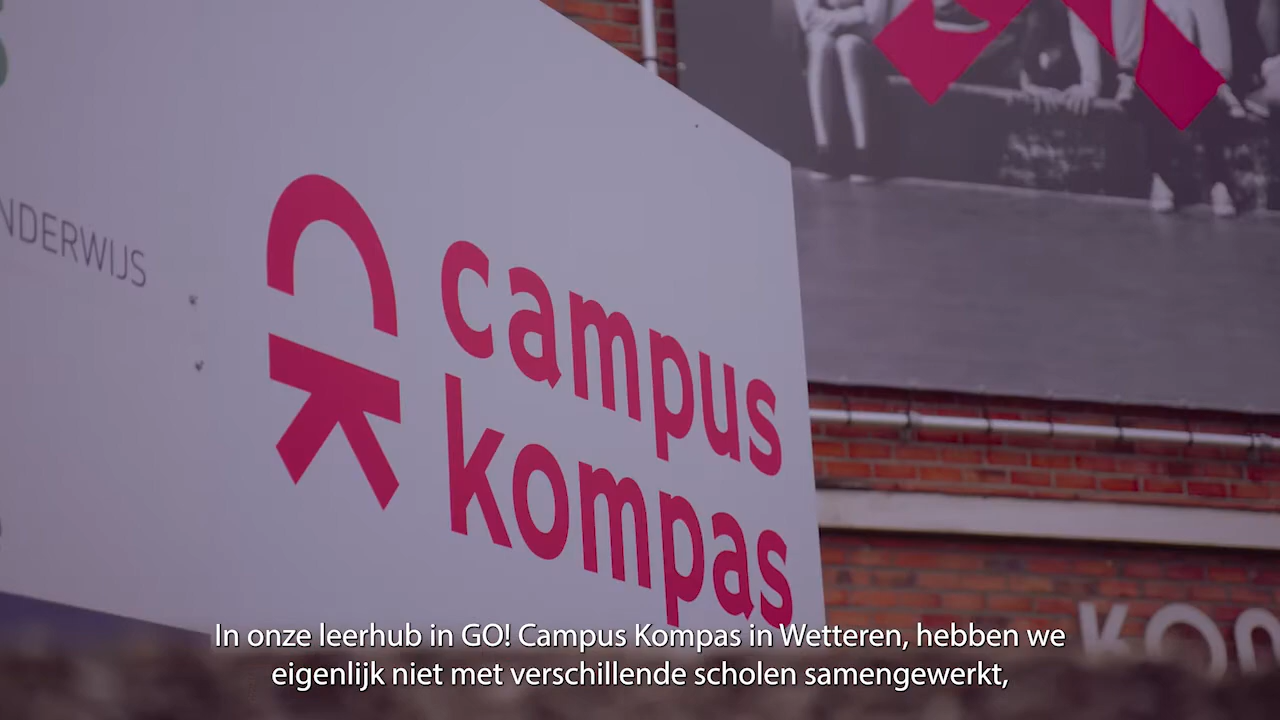 NDERWIJS
campus
kompas
KO
In onze leerhub in GO! Campus Kompas in Wetteren, hebben we
eigenlijk niet met verschillende scholen samengewerkt,